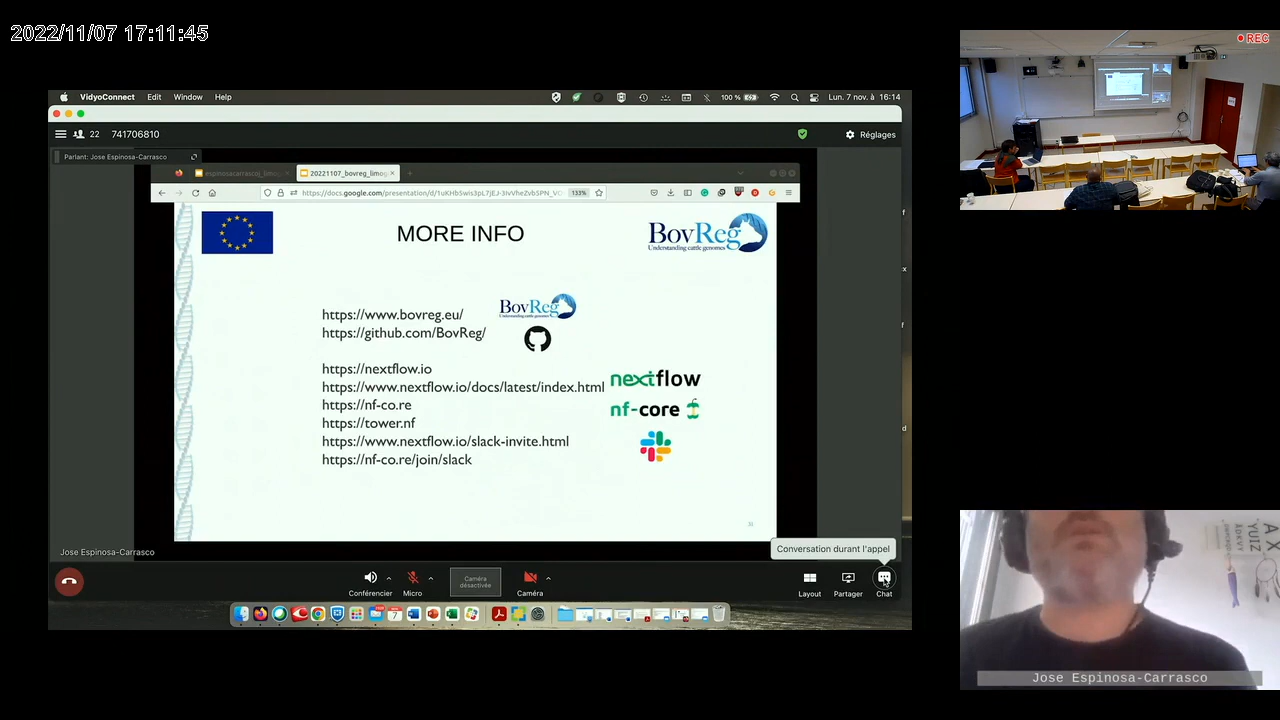 2022/11/07 17:11:45
REC
VidyoConnect Edit Window Help
100 % Lun. 7 nov. à 16:14
22 741706810
Réglages
Parlant: Jose Espinosa-Carrasco
20221107_bovreg_limo
133%
MORE INFO
BovReg
Understanding cattle genomes
https://www.bovreg.eu/
BovReg
https://github.com/BovReg/
https://nextflow.io
https://www.nextflow.io/docs/latest/index.html
nextflow
https://nf-co.re
nf-core
https://tower.nf
https://www.nextflow.io/slack-invite.html
https://nf-co.re/join/slack
31
Jose Espinosa-Carrasco
Conversation durant l'appel
Conférencier
Micro
Caméra désactivée
Caméra
Layout
Partager
Chat
Jose Espinosa-Carrasco